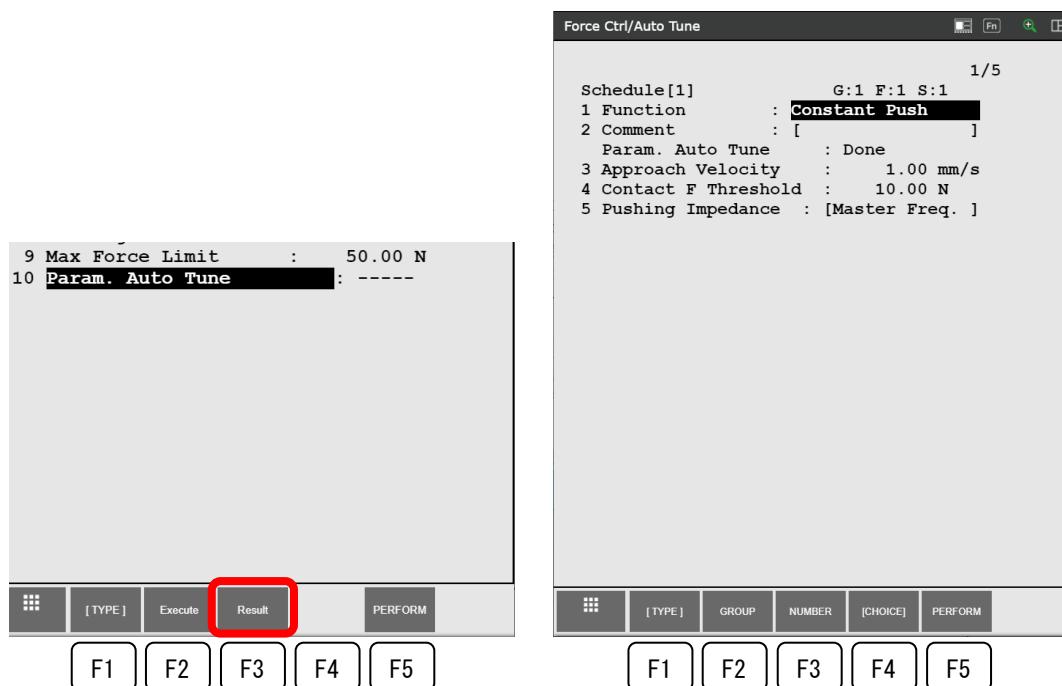 9 Max Force Limit : 50.00 N
10 Param. Auto Tune : -----
[ TYPE ] Execute Result PERFORM
F1 F2 F3 F4 F5
Force Ctrl/Auto Tune Fn
1/5
Schedule[1] G:1 F:1 S:1
1 Function : Constant Push
2 Comment : [ ]
Param. Auto Tune : Done
3 Approach Velocity : 1.00 mm/s
4 Contact F Threshold : 10.00 N
5 Pushing Impedance : [Master Freq. ]
[ TYPE ] GROUP NUMBER [CHOICE] PERFORM
F1 F2 F3 F4 F5